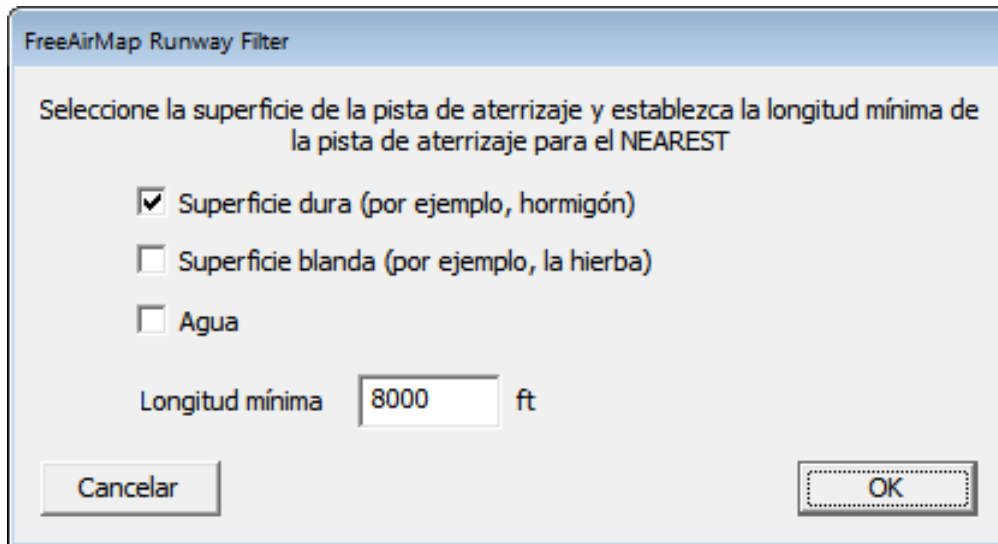 FreeAirMap Runway Filter
Seleccione la superficie de la pista de aterrizaje y establezca la longitud mínima de
la pista de aterrizaje para el NEAREST
Superficie dura (por ejemplo, hormigón)
Superficie blanda (por ejemplo, la hierba)
Agua
Longitud mínima 8000 ft
Cancelar OK